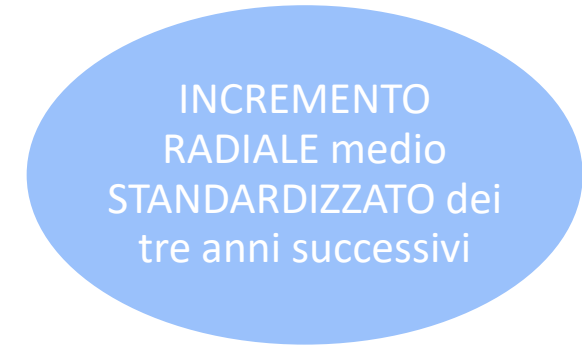 INCREMENTO
RADIALE medio
STANDARDIZZATO dei
tre anni successivi